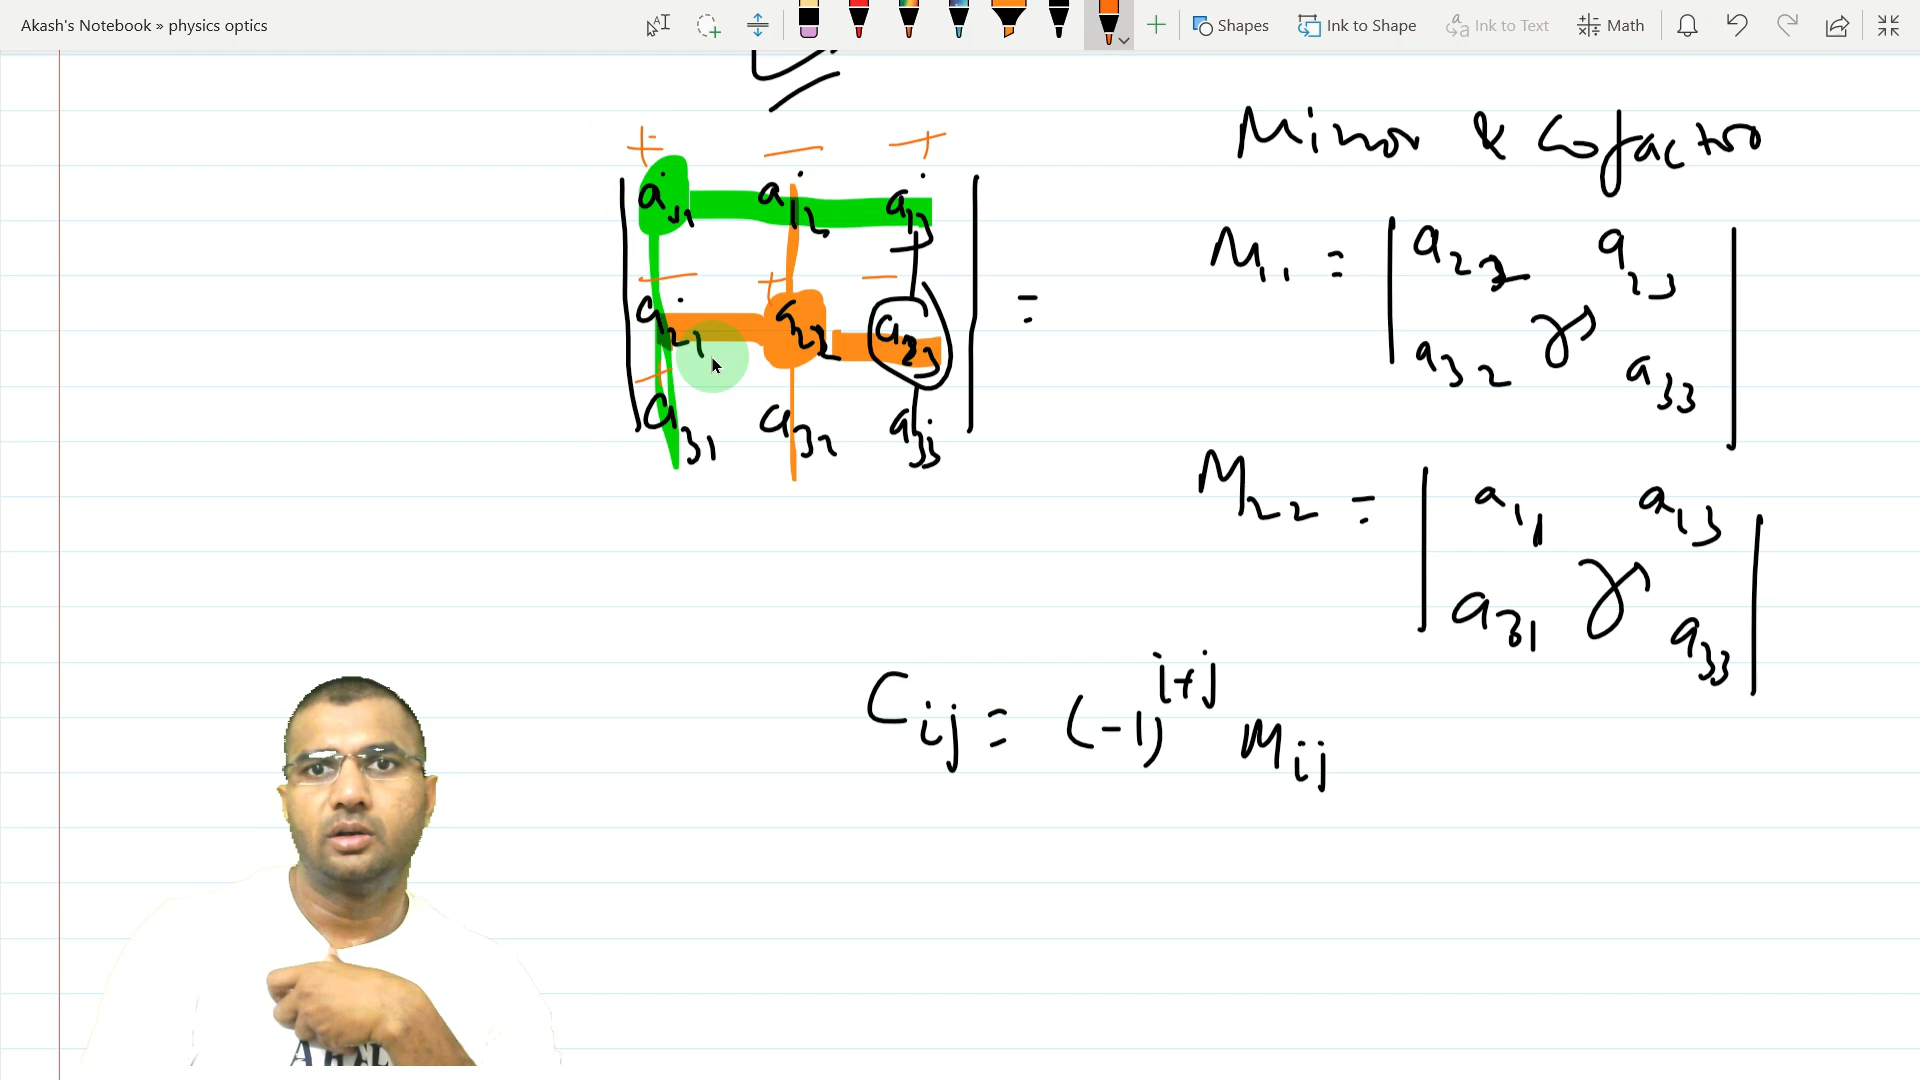 Akash's Notebook » physics optics
Shapes Ink to Shape Ink to Text Math
Minor & Cofactor
+ − +
a11 a12 a13
− + −
a21 a22 a23 =
a31 a32 a33
M11 = a22 a23
a32 a33
M22 = a11 a13
a31 a33
Cij = (-1)^i+j Mij